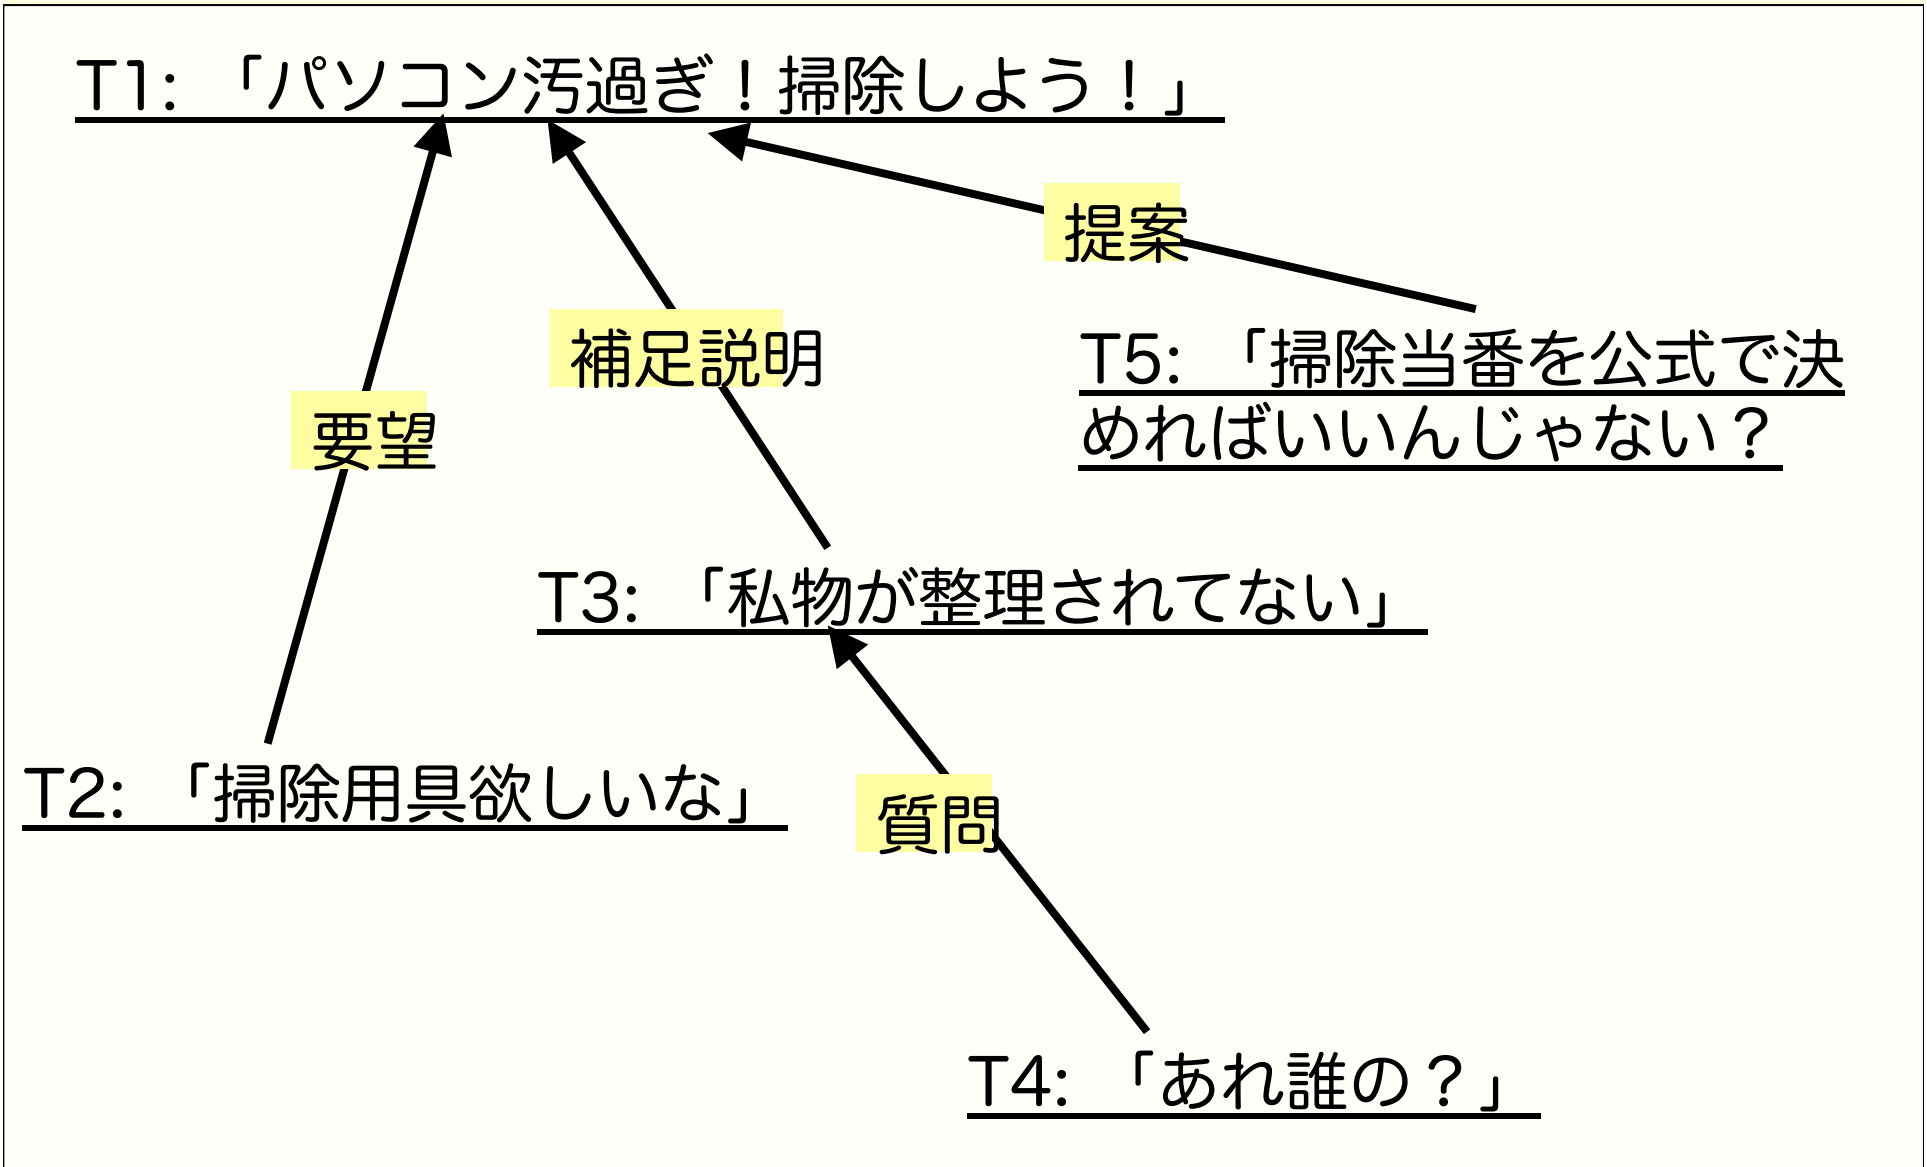 T1: 「パソコン汚過ぎ！掃除しよう！」
提案
補足説明
T5: 「掃除当番を公式で決
めればいいんじゃない？
要望
T3: 「私物が整理されてない」
T2: 「掃除用具欲しいな」
質問
T4: 「あれ誰の？」